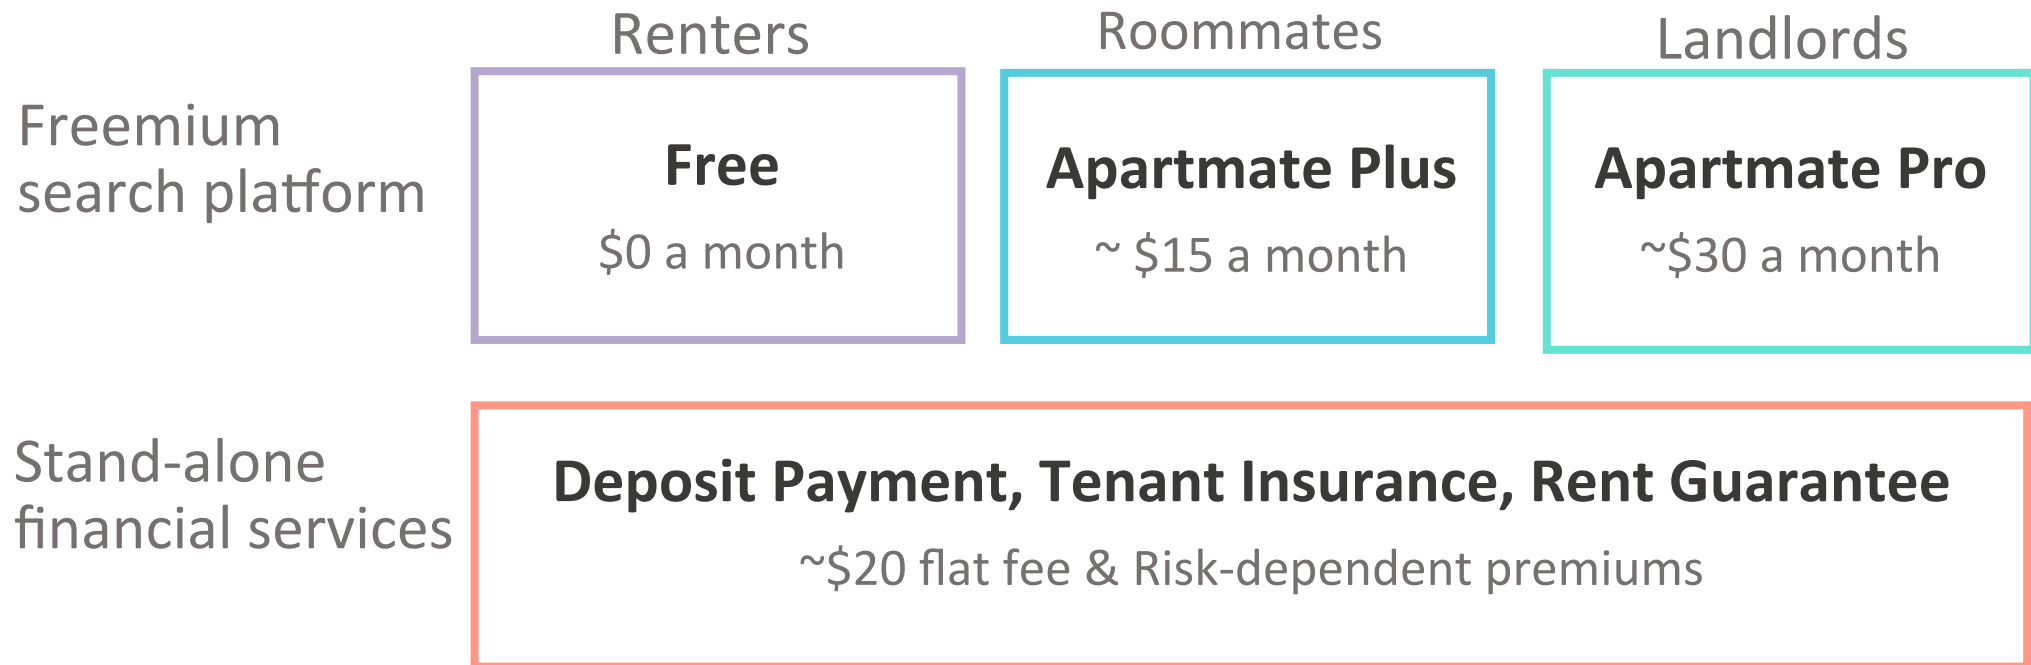 Renters
Roommates
Landlords
Freemium
search platform
Free
$0 a month
Apartmate Plus
~ $15 a month
Apartmate Pro
~$30 a month
Stand-alone
financial services
Deposit Payment, Tenant Insurance, Rent Guarantee
~$20 flat fee & Risk-dependent premiums